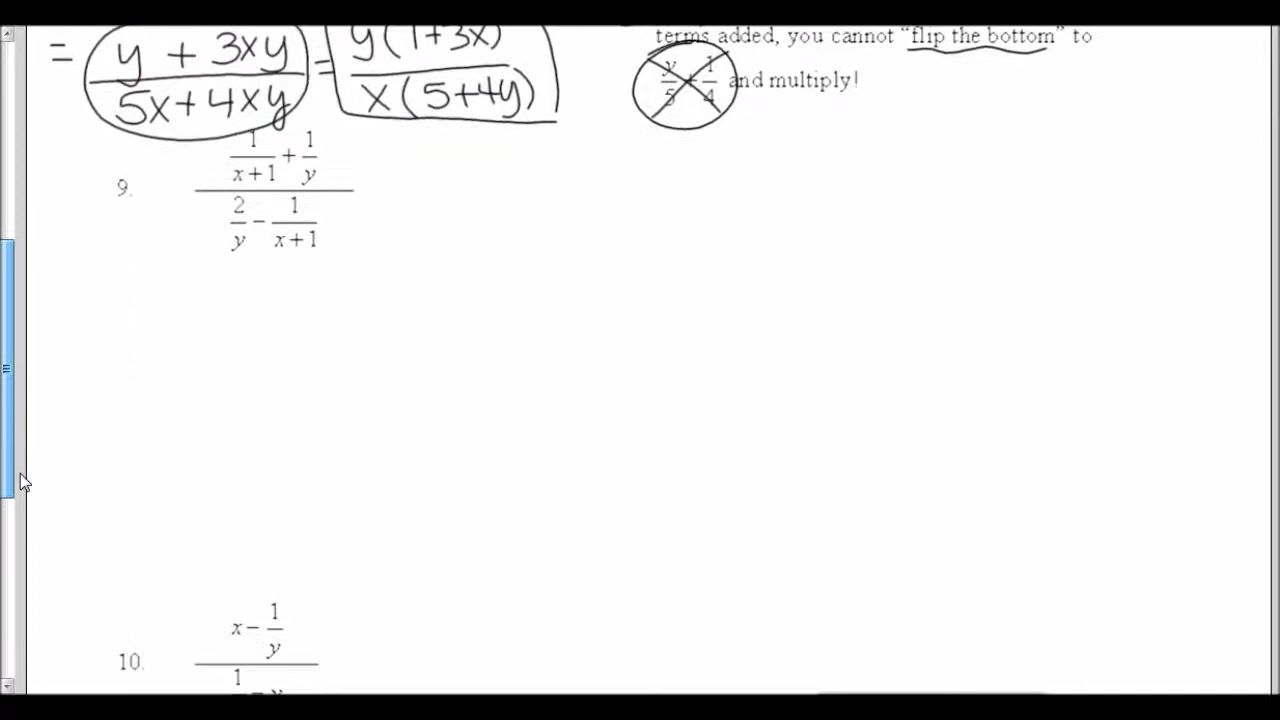 terms added, you cannot “flip the bottom” to
= y + 3xy / 5x + 4xy = y(1+3x) / x(5+4y)
y/5 + 1/4 and multiply!
9. (1/(x+1) + 1/y) / (2/y − 1/(x+1))
10. x − 1/y
1